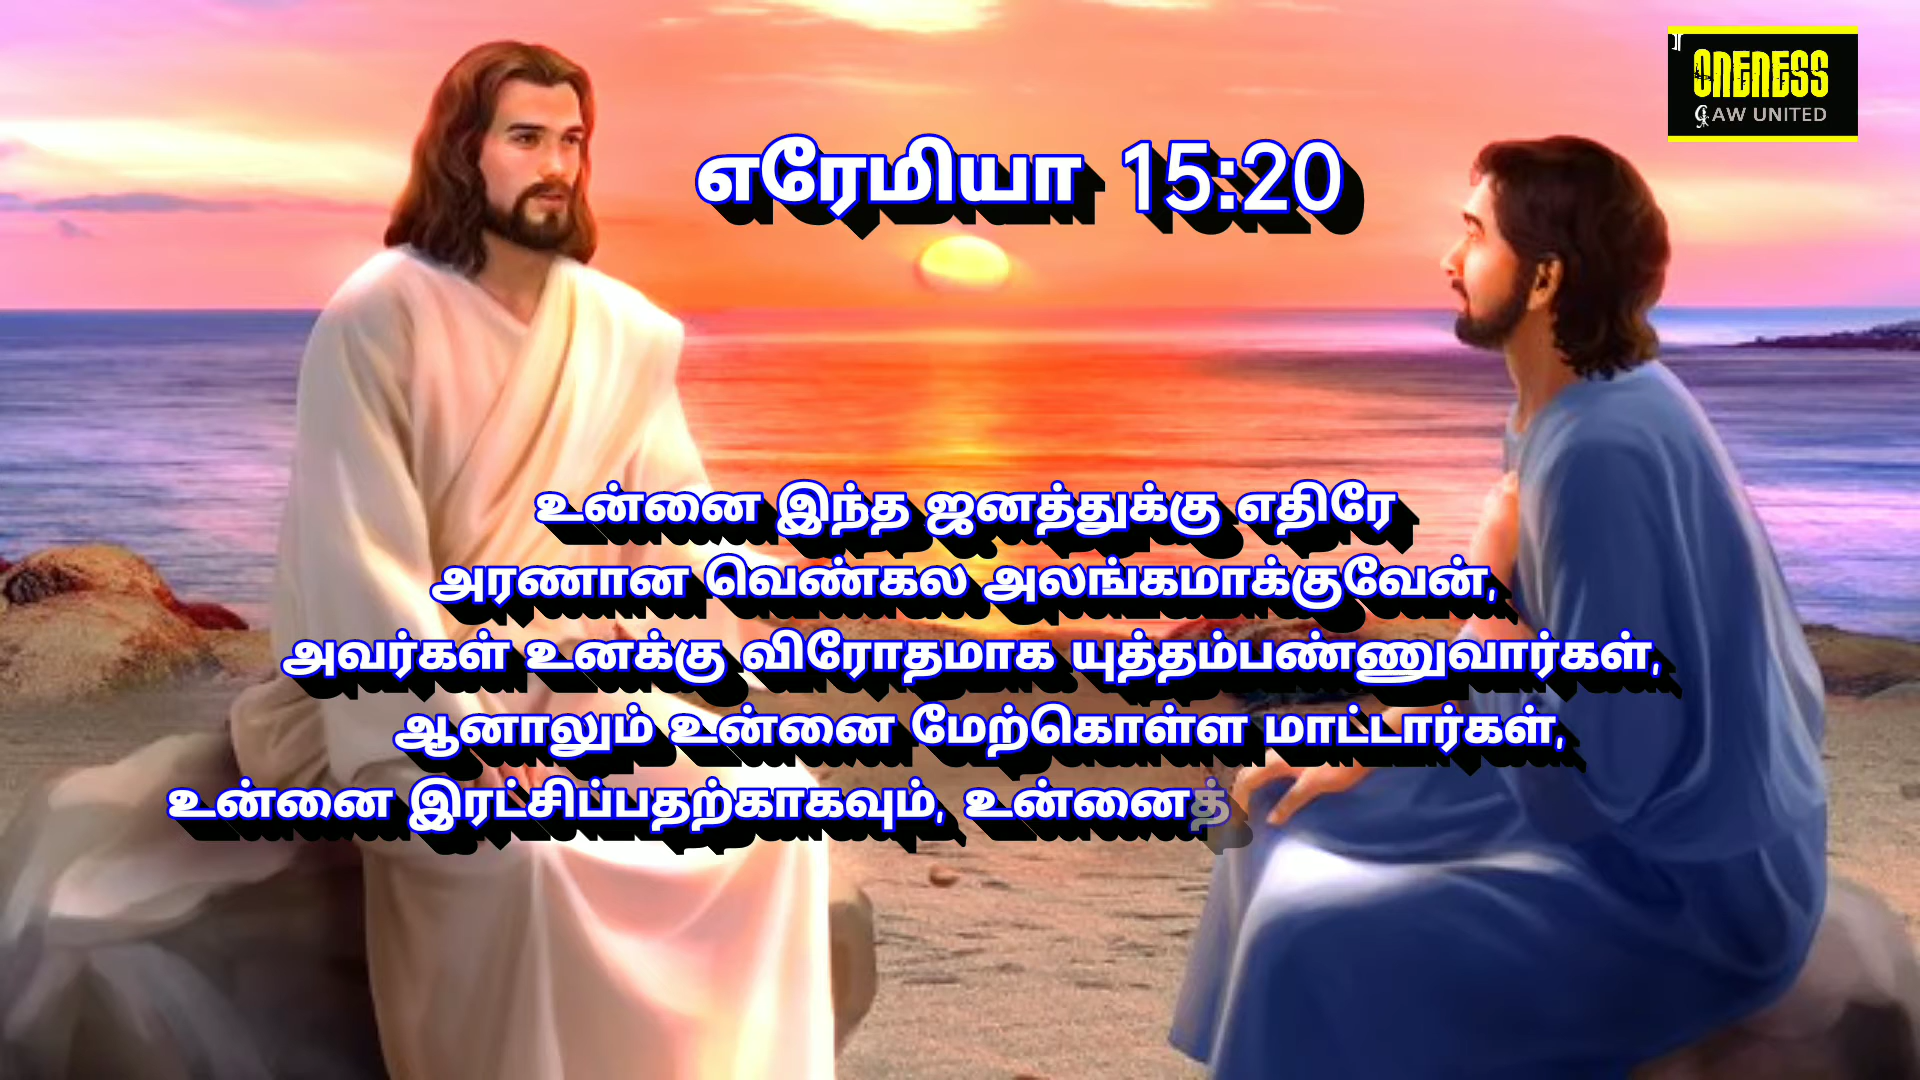 ONENESS
LAW UNITED
எரேமியா 15:20
உன்னை இந்த ஜனத்துக்கு எதிரே
அரணான வெண்கல அலங்கமாக்குவேன்,
அவர்கள் உனக்கு விரோதமாக யுத்தம்பண்ணுவார்கள்,
ஆனாலும் உன்னை மேற்கொள்ள மாட்டார்கள்,
உன்னை இரட்சிப்பதற்காகவும், உன்னைத்